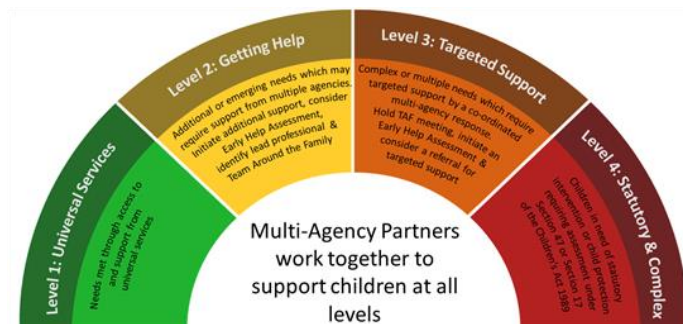 Level 1: Universal Services
Needs met through access to
and support from
universal services
Level 2: Getting Help
Additional or emerging needs which may
require support from multiple agencies.
Initiate additional support, consider
Early Help Assessment,
identify lead professional &
Team Around the Family
Level 3: Targeted Support
Complex or multiple needs which require
targeted support by a co-ordinated
multi-agency response.
Hold TAF meeting, initiate an
Early Help Assessment &
consider a referral for
targeted support
Level 4: Statutory & Complex
Children in need of statutory
intervention or child protection
requiring assessment under
Section 47 or Section 17
of the Children's Act 1989
Multi-Agency Partners
work together to
support children at all
levels